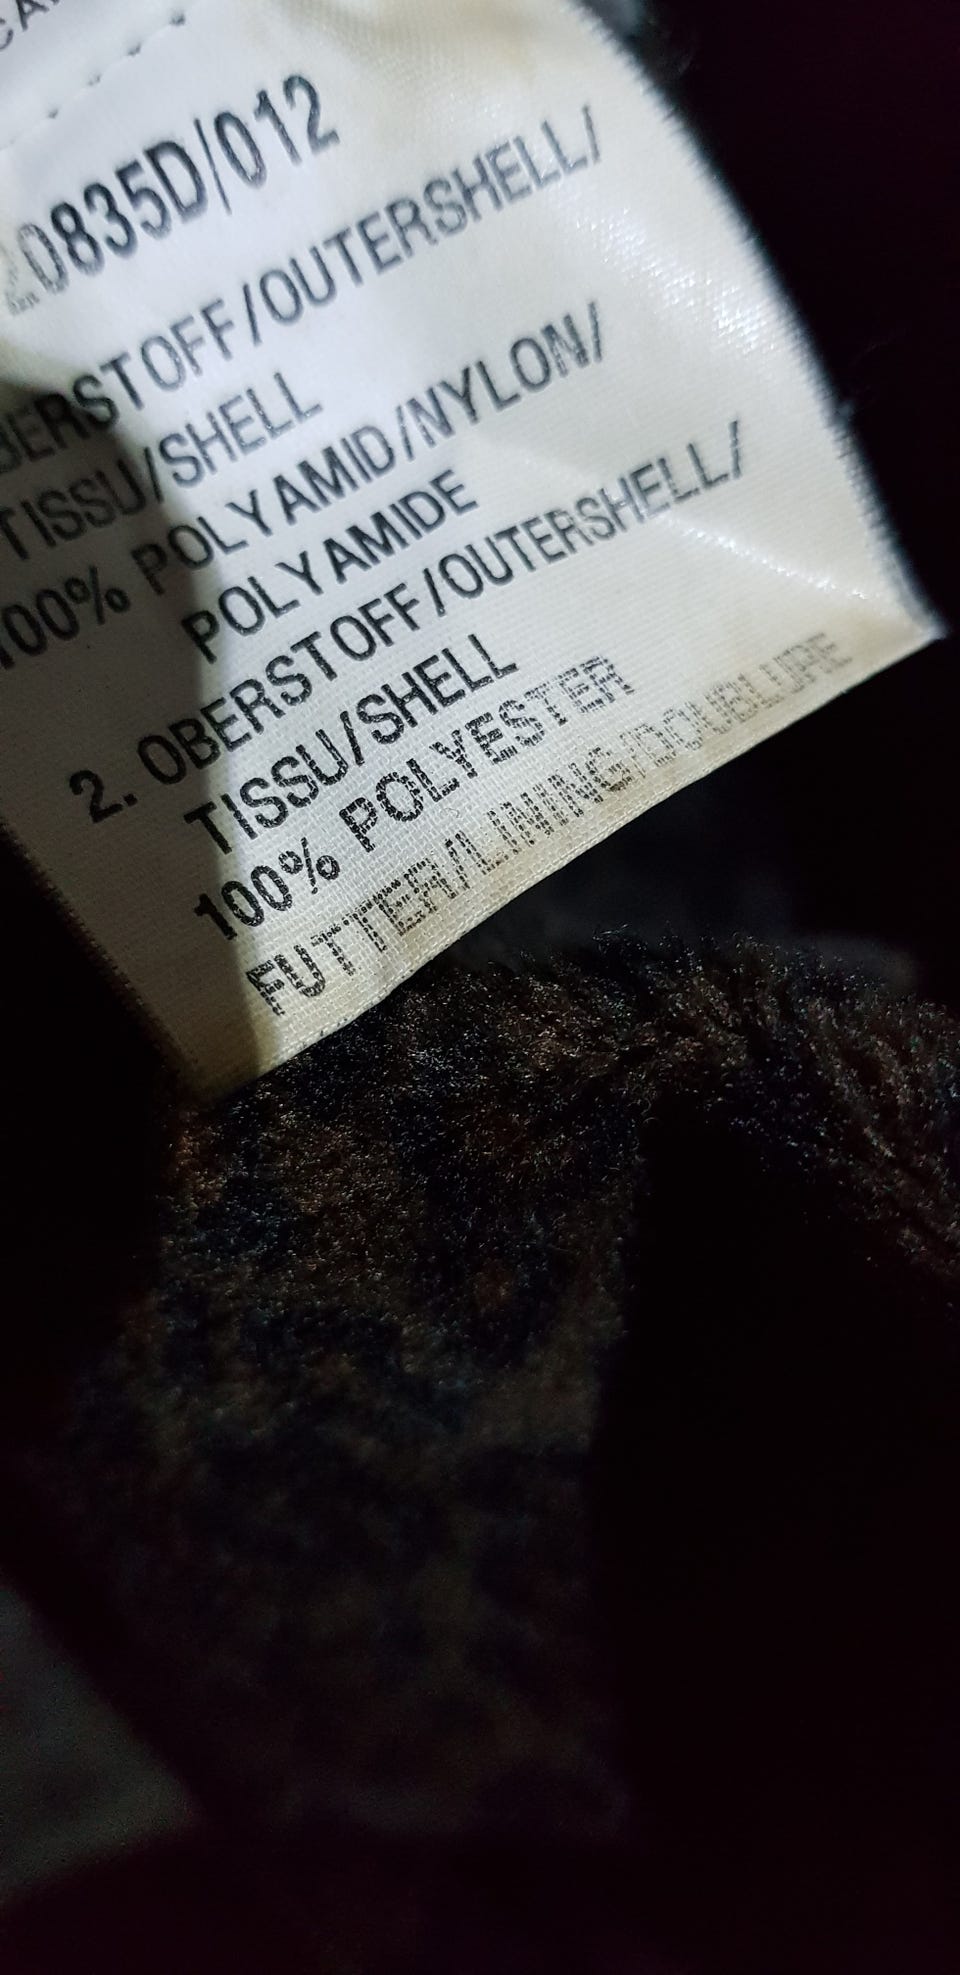 0835D/012
OBERSTOFF/OUTERSHELL/
TISSU/SHELL
100% POLYAMID/NYLON/
POLYAMIDE
2. OBERSTOFF/OUTERSHELL/
TISSU/SHELL
100% POLYESTER
FUTTER/LINING/DOUBLURE